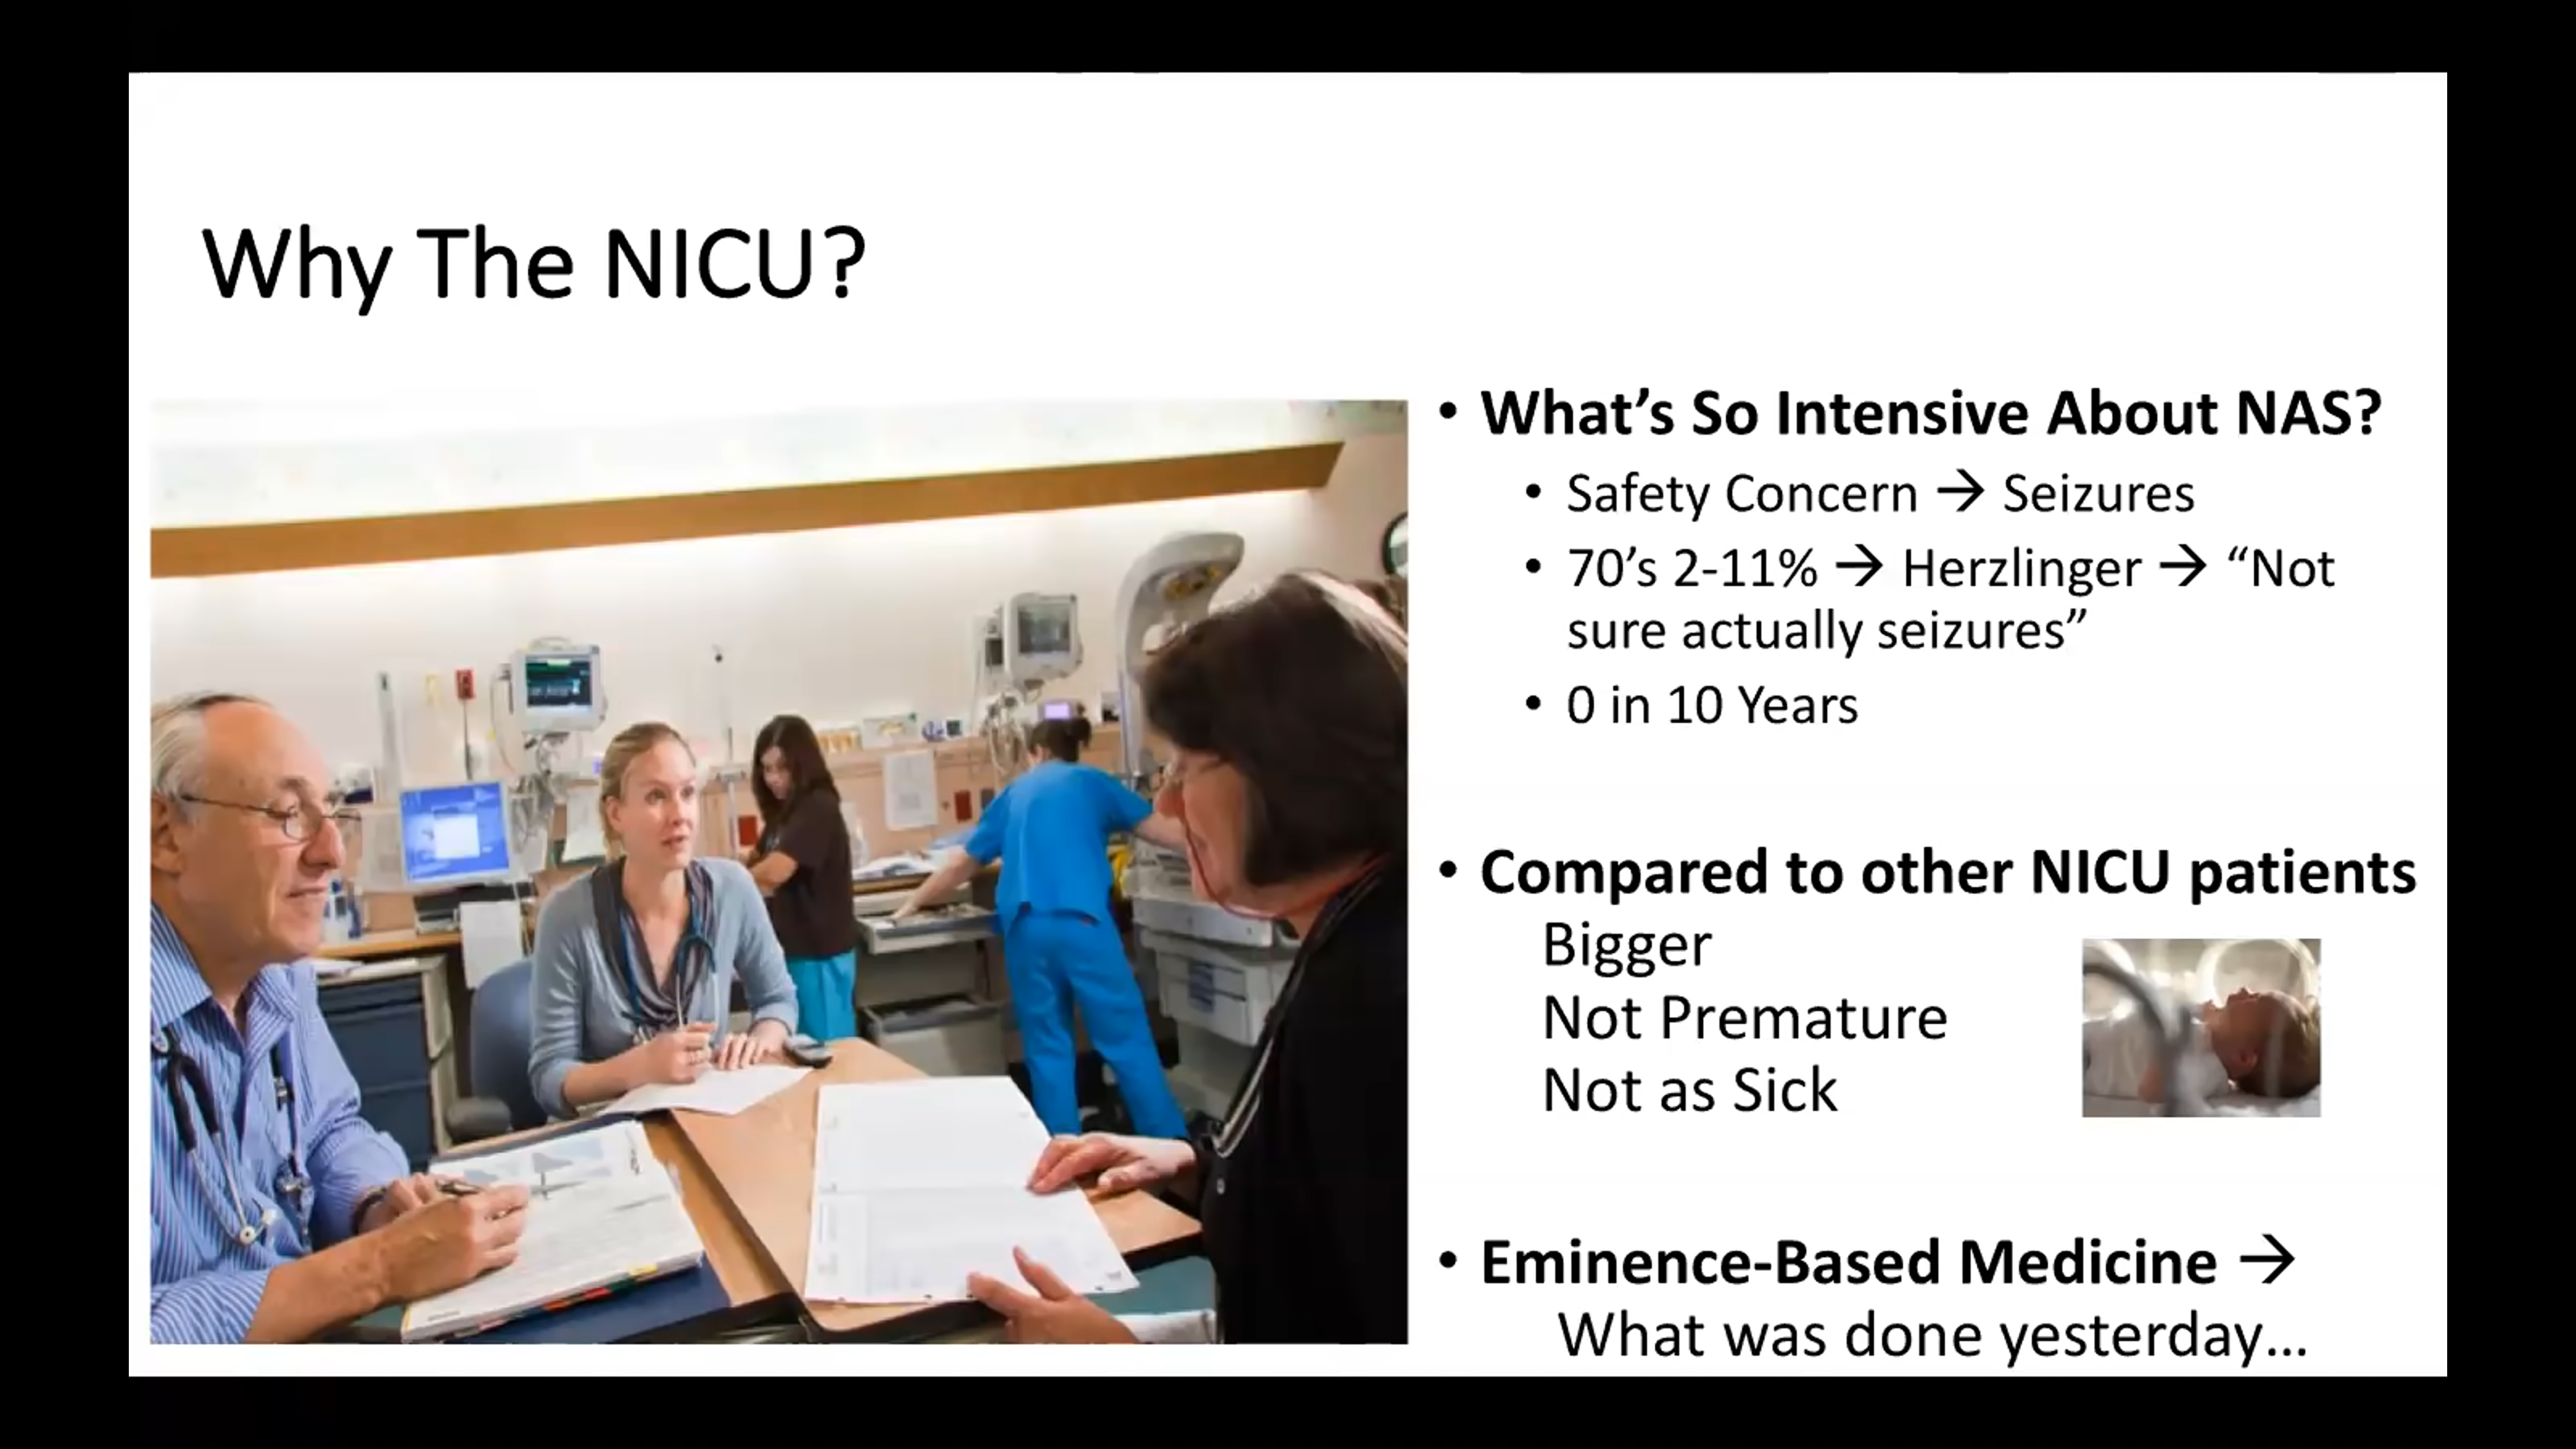 Why The NICU?
• What’s So Intensive About NAS?
• Safety Concern → Seizures
• 70’s 2-11% → Herzlinger → “Not
sure actually seizures”
• 0 in 10 Years
• Compared to other NICU patients
Bigger
Not Premature
Not as Sick
• Eminence-Based Medicine →
What was done yesterday...